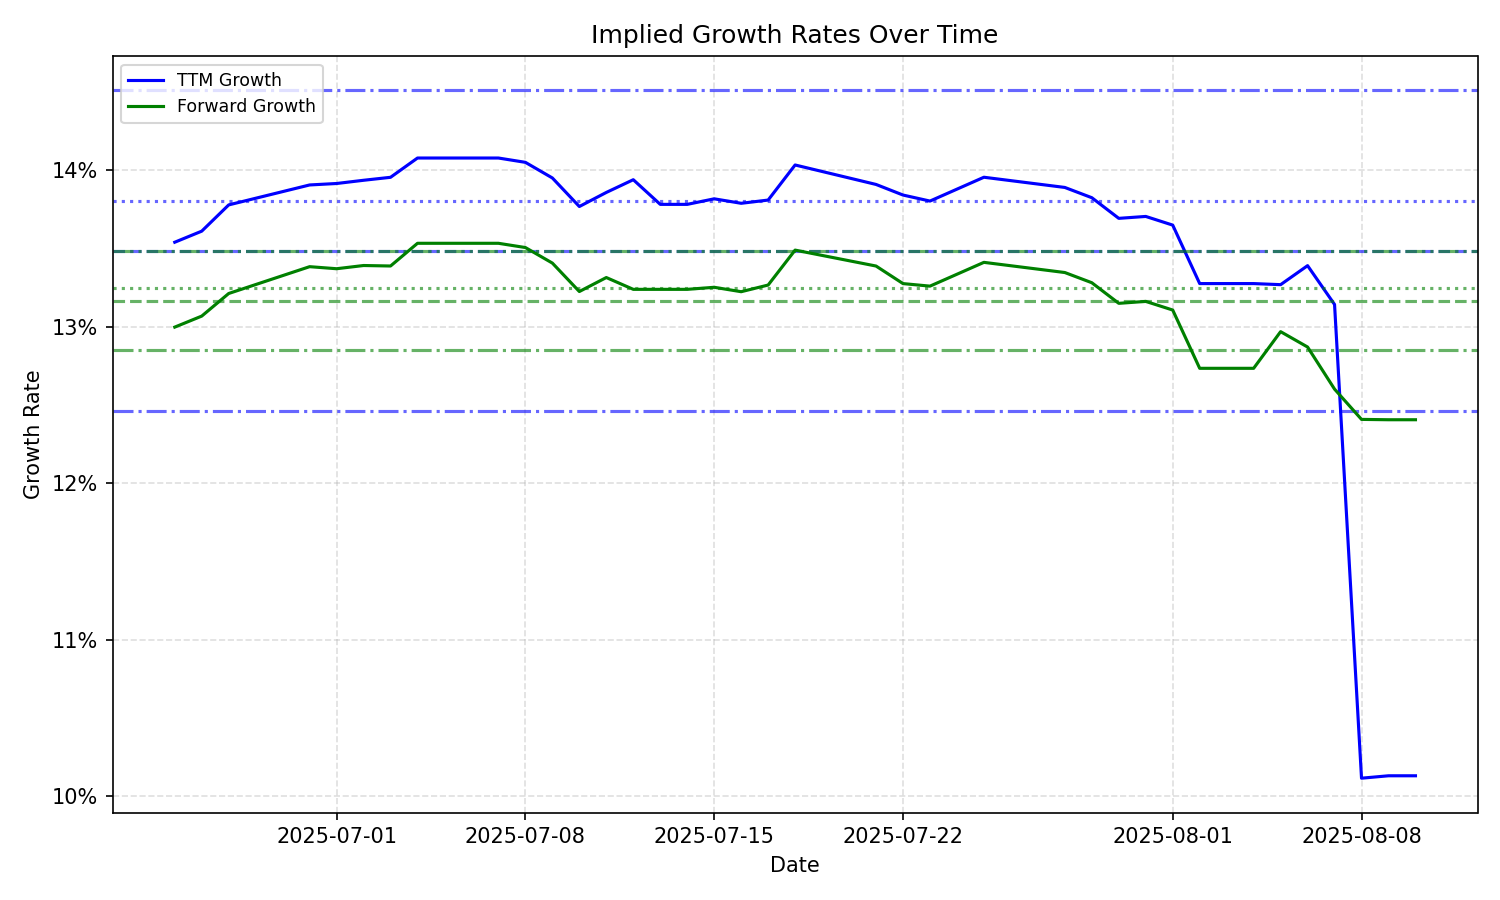 Implied Growth Rates Over Time
TTM Growth
Forward Growth
14%
13%
12%
11%
10%
Growth Rate
2025-07-01
2025-07-08
2025-07-15
2025-07-22
2025-08-01
2025-08-08
Date